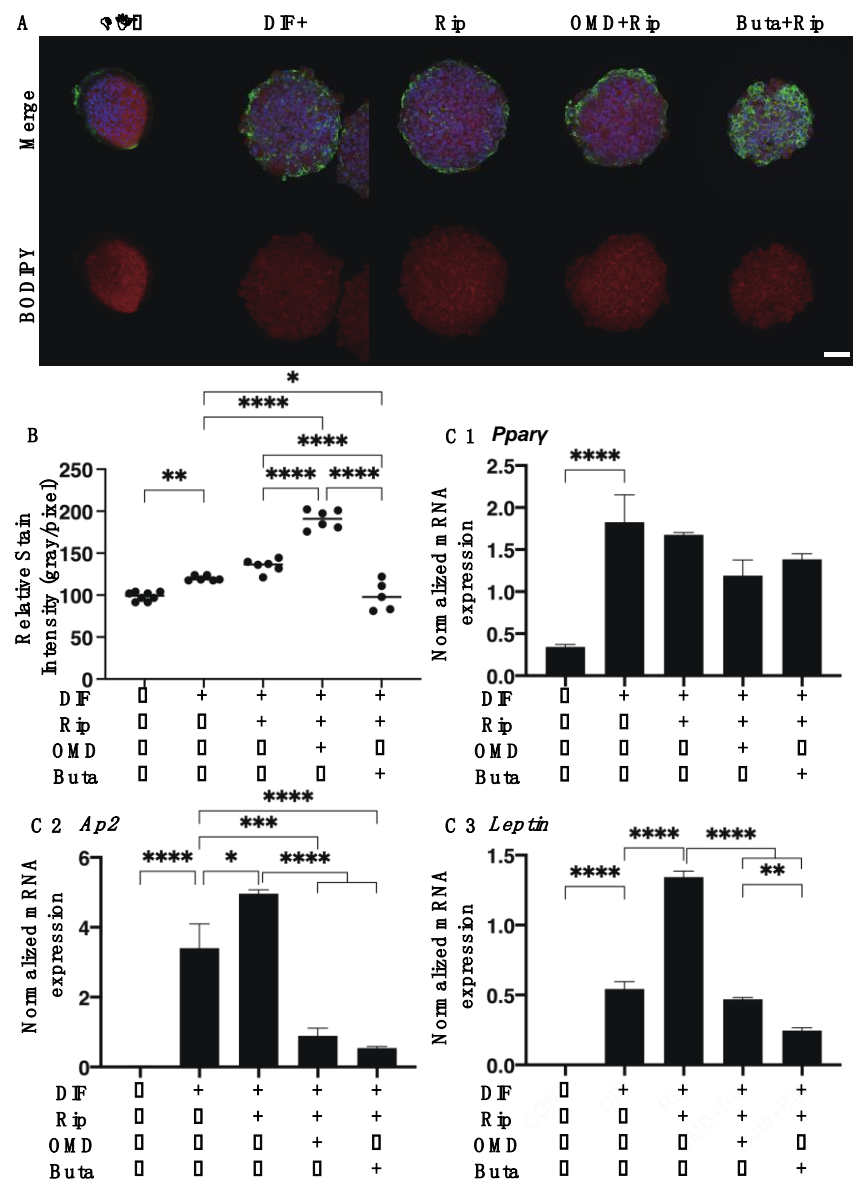 A DIF+ Rip OMD+Rip Buta+Rip
Merge
BODIPY
B
Relative Stain
Intensity (gray/pixel)
*
****
****
**
**** ****
250
200
150
100
50
0
DIF ▯ + + + +
Rip ▯ ▯ + + +
OMD ▯ ▯ ▯ + ▯
Buta ▯ ▯ ▯ ▯ +
C1 Pparγ
Normalized mRNA
expression
****
2.5
2.0
1.5
1.0
0.5
0.0
DIF ▯ + + + +
Rip ▯ ▯ + + +
OMD ▯ ▯ ▯ + ▯
Buta ▯ ▯ ▯ ▯ +
C2 Ap2
Normalized mRNA
expression
****
***
**** * ****
6
4
2
0
DIF ▯ + + + +
Rip ▯ ▯ + + +
OMD ▯ ▯ ▯ + ▯
Buta ▯ ▯ ▯ ▯ +
C3 Leptin
Normalized mRNA
expression
**** ****
**** **
1.5
1.0
0.5
0.0
DIF ▯ + + + +
Rip ▯ ▯ + + +
OMD ▯ ▯ ▯ + ▯
Buta ▯ ▯ ▯ ▯ +